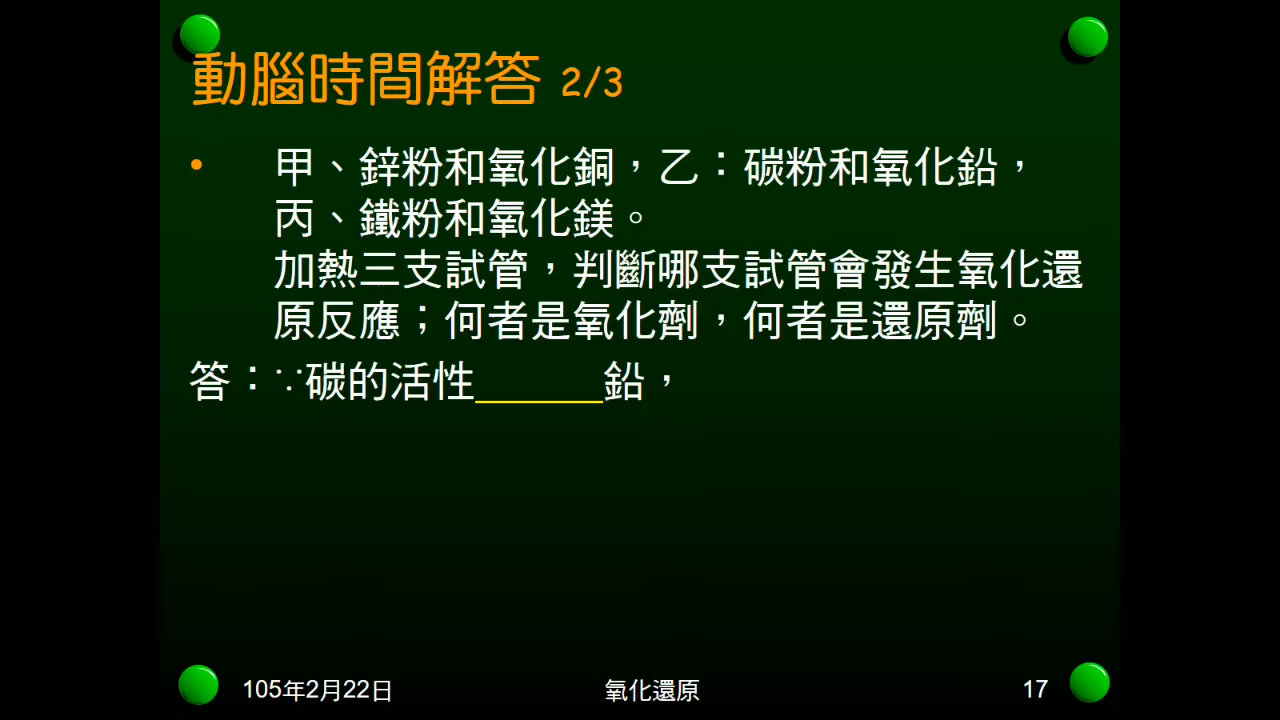 動腦時間解答 2/3
• 甲、鋅粉和氧化銅，乙：碳粉和氧化鉛，
丙、鐵粉和氧化鎂。
加熱三支試管，判斷哪支試管會發生氧化還
原反應；何者是氧化劑，何者是還原劑。
答：∵碳的活性______鉛，
105年2月22日 氧化還原 17